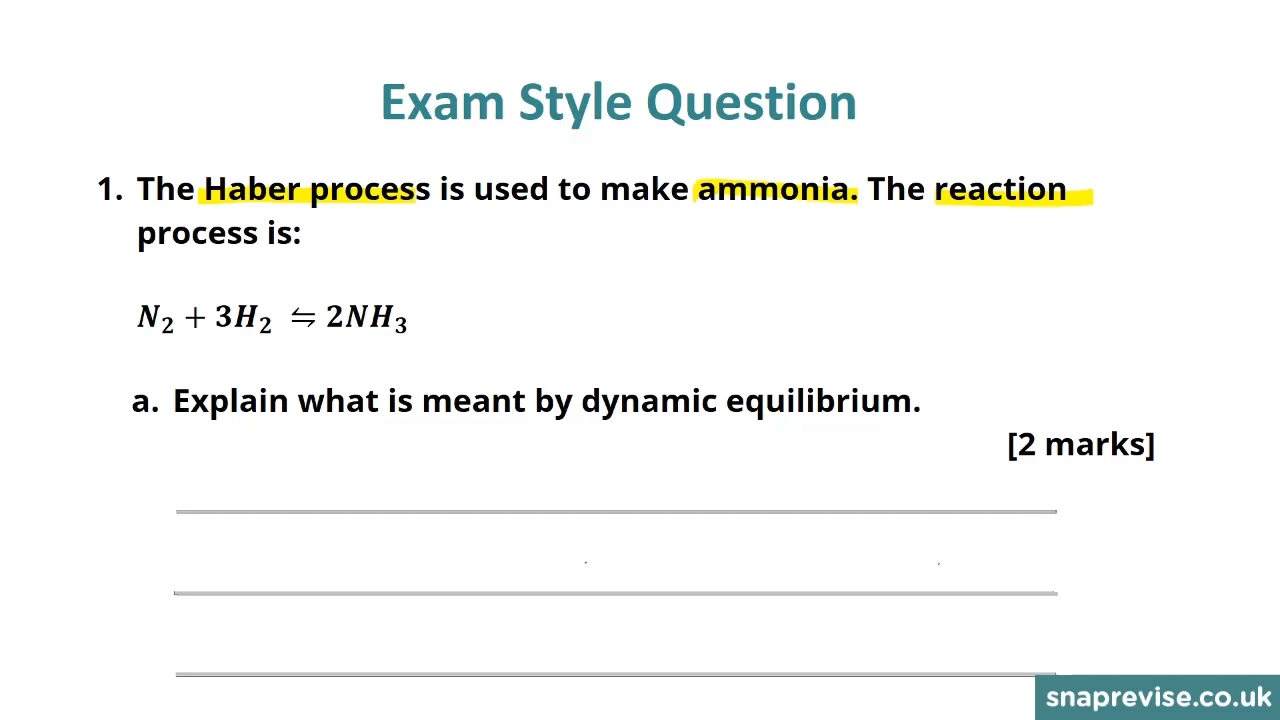 Exam Style Question
1. The Haber process is used to make ammonia. The reaction
process is:
N₂ + 3H₂ ⇋ 2NH₃
a. Explain what is meant by dynamic equilibrium.
[2 marks]
snaprevise.co.uk